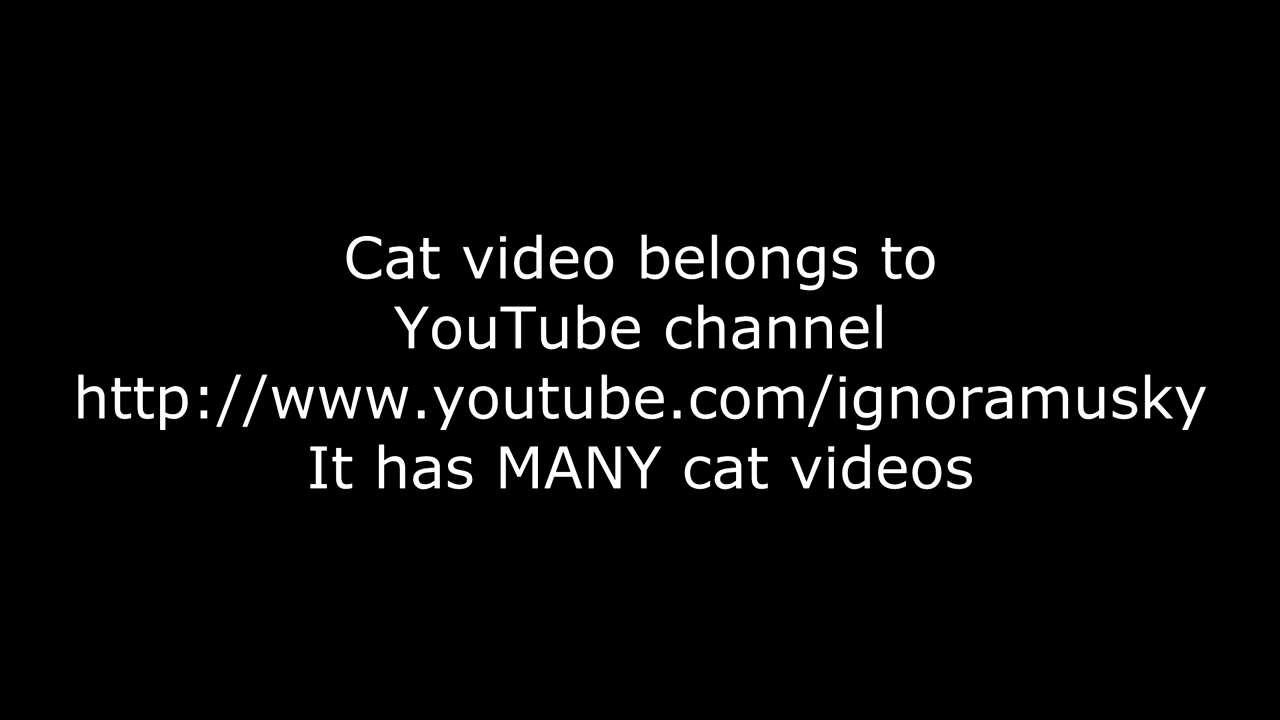 Cat video belongs to
YouTube channel
http://www.youtube.com/ignoramusky
It has MANY cat videos